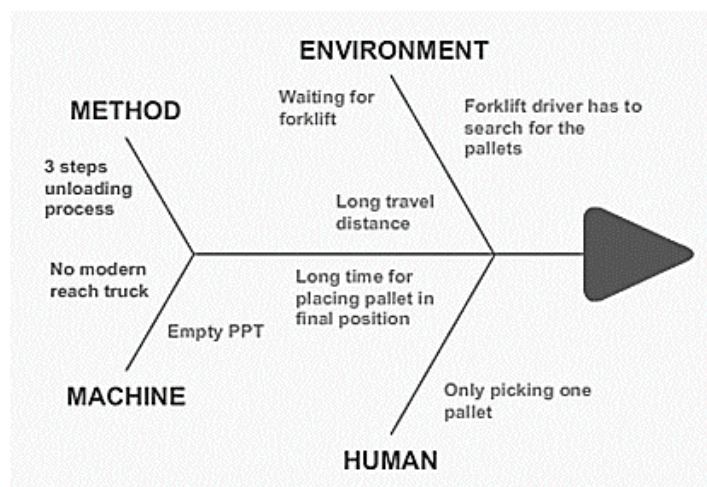 ENVIRONMENT
Waiting for
forklift
Forklift driver has to
search for the
pallets
METHOD
3 steps
unloading
process
Long travel
distance
No modern
reach truck
Long time for
placing pallet in
final position
Empty PPT
MACHINE
Only picking one
pallet
HUMAN